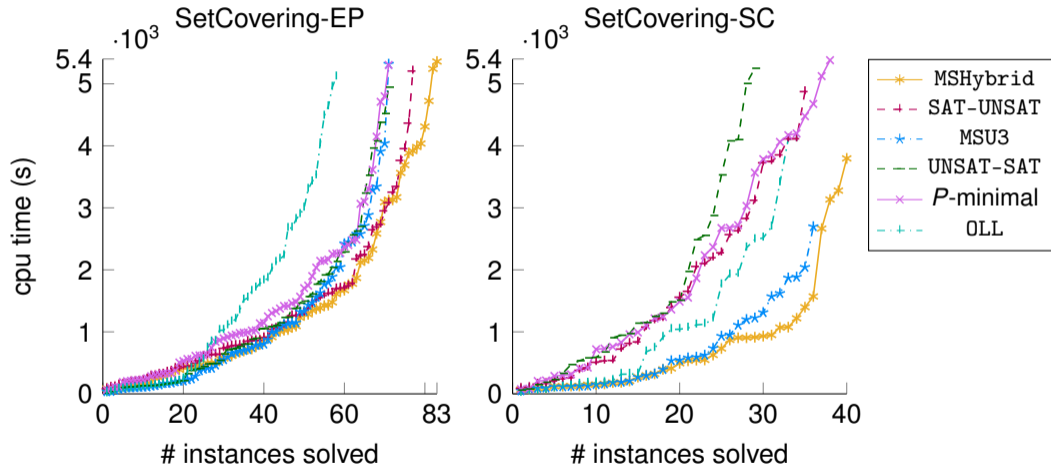 SetCovering-EP
SetCovering-SC
·10³
·10³
5.4
5
4
3
2
1
0
cpu time (s)
0
20
40
60
83
# instances solved
5.4
5
4
3
2
1
0
0
10
20
30
40
# instances solved
MSHybrid
SAT-UNSAT
MSU3
UNSAT-SAT
P-minimal
OLL